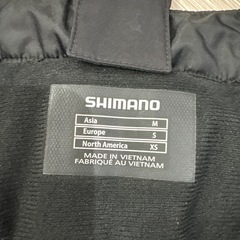 SHIMANO
Asia M
Europe S
North America XS
MADE IN VIETNAM
FABRIQUÉ AU VIETNAM